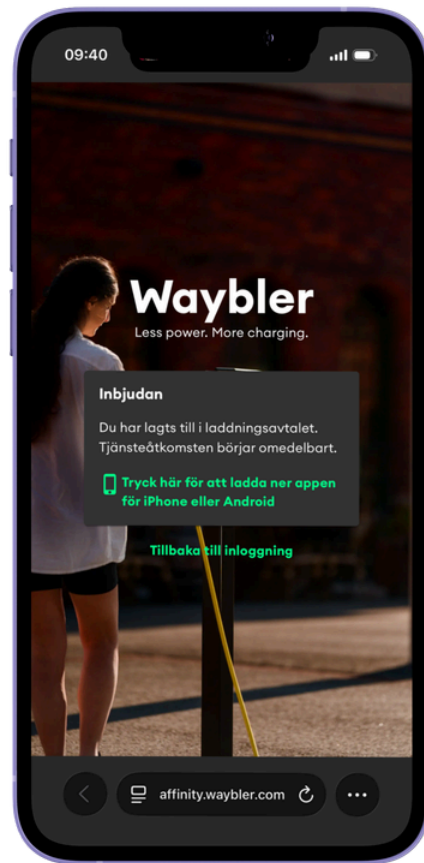 09:40
Waybler
Less power. More charging.
Inbjudan
Du har lagts till i laddningsavtalet.
Tjänsteåtkomsten börjar omedelbart.
Tryck här för att ladda ner appen
för iPhone eller Android
Tillbaka till inloggning
affinity.waybler.com